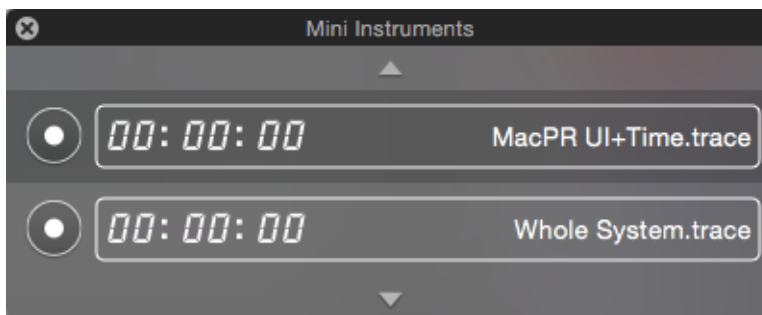 Mini Instruments
00:00:00 MacPR UI+Time.trace
00:00:00 Whole System.trace